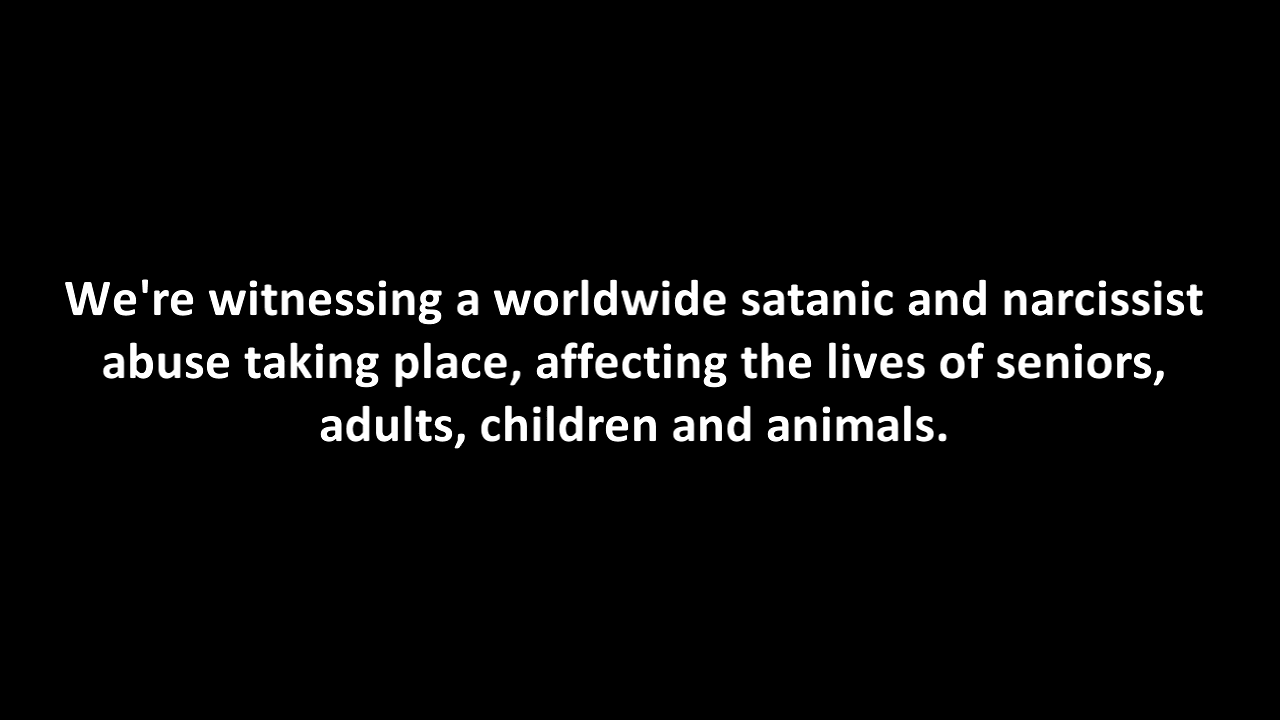 We're witnessing a worldwide satanic and narcissist
abuse taking place, affecting the lives of seniors,
adults, children and animals.